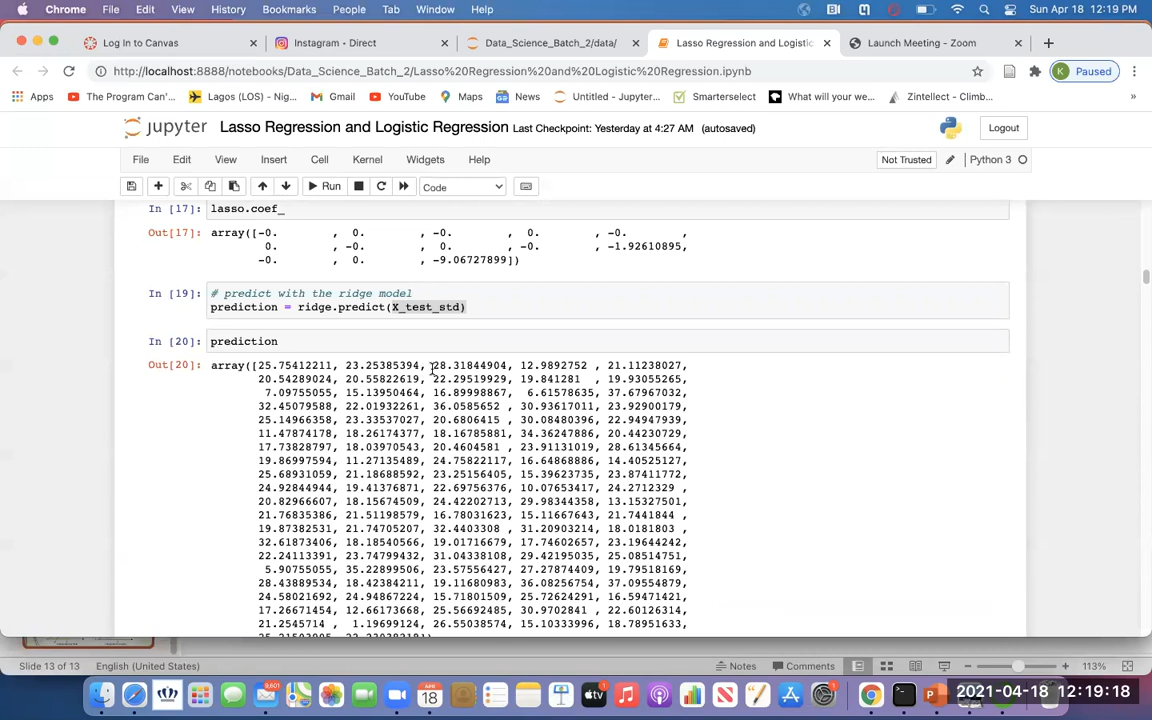 Chrome File Edit View History Bookmarks People Tab Window Help Sun Apr 18 12:19 PM
Log In to Canvas Instagram - Direct Data_Science_Batch_2/data/ Lasso Regression and Logistic Launch Meeting - Zoom
http://localhost:8888/notebooks/Data_Science_Batch_2/Lasso%20Regression%20and%20Logistic%20Regression.ipynb K Paused
Apps The Program Can'... Lagos (LOS) - Nig... Gmail YouTube Maps News Untitled - Jupyter... Smarterselect What will your we... Zintellect - Climb... »
jupyter Lasso Regression and Logistic Regression Last Checkpoint: Yesterday at 4:27 AM (autosaved) Logout
File Edit View Insert Cell Kernel Widgets Help Not Trusted Python 3
Run Code
In [17]: lasso.coef_
Out[17]: array([-0. , 0. , -0. , 0. , -0. ,
0. , -0. , 0. , -0. , -1.92610895,
-0. , 0. , -9.06727899])
In [19]: # predict with the ridge model
prediction = ridge.predict(X_test_std)
In [20]: prediction
Out[20]: array([25.75412211, 23.25385394, 28.31844904, 12.9892752 , 21.11238027,
20.54289024, 20.55822619, 22.29519929, 19.841281 , 19.93055265,
7.09755055, 15.13950464, 16.89998867, 6.61578635, 37.67967032,
32.45079588, 22.01932261, 36.0585652 , 30.93617011, 23.92900179,
25.14966358, 23.33537027, 20.6806415 , 30.08480396, 22.94947939,
11.47874178, 18.26174377, 18.16785881, 34.36247886, 20.44230729,
17.73828797, 18.03970543, 20.4604581 , 23.91131019, 28.61345664,
19.86997594, 11.27135489, 24.75822117, 16.64868886, 14.40525127,
25.68931059, 21.18688592, 23.25156405, 15.39623735, 23.87411772,
24.92844944, 19.41376871, 22.69756376, 10.07653417, 24.2712329 ,
20.82966607, 18.15674509, 24.42202713, 29.98344358, 13.15327501,
21.76835386, 21.51198579, 16.78031623, 15.11667643, 21.7441844 ,
19.87382531, 21.74705207, 32.4403308 , 31.20903214, 18.0181803 ,
32.61873406, 18.18540566, 19.01716679, 17.74602657, 23.19644242,
22.24113391, 23.74799432, 31.04338108, 29.42195035, 25.08514751,
5.90755055, 35.22899506, 23.57556427, 27.27874409, 19.79518169,
28.43889534, 18.42384211, 19.11680983, 36.08256754, 37.09554879,
24.58021692, 24.94867224, 15.71801509, 25.72624291, 16.59471421,
17.26671454, 12.66173668, 25.56692485, 30.9702841 , 22.60126314,
21.2545714 , 1.19699124, 26.55038574, 15.10333996, 18.78951633,
Slide 13 of 13 English (United States) Notes Comments 113%
9,601 APR 18 2021-04-18 12:19:18